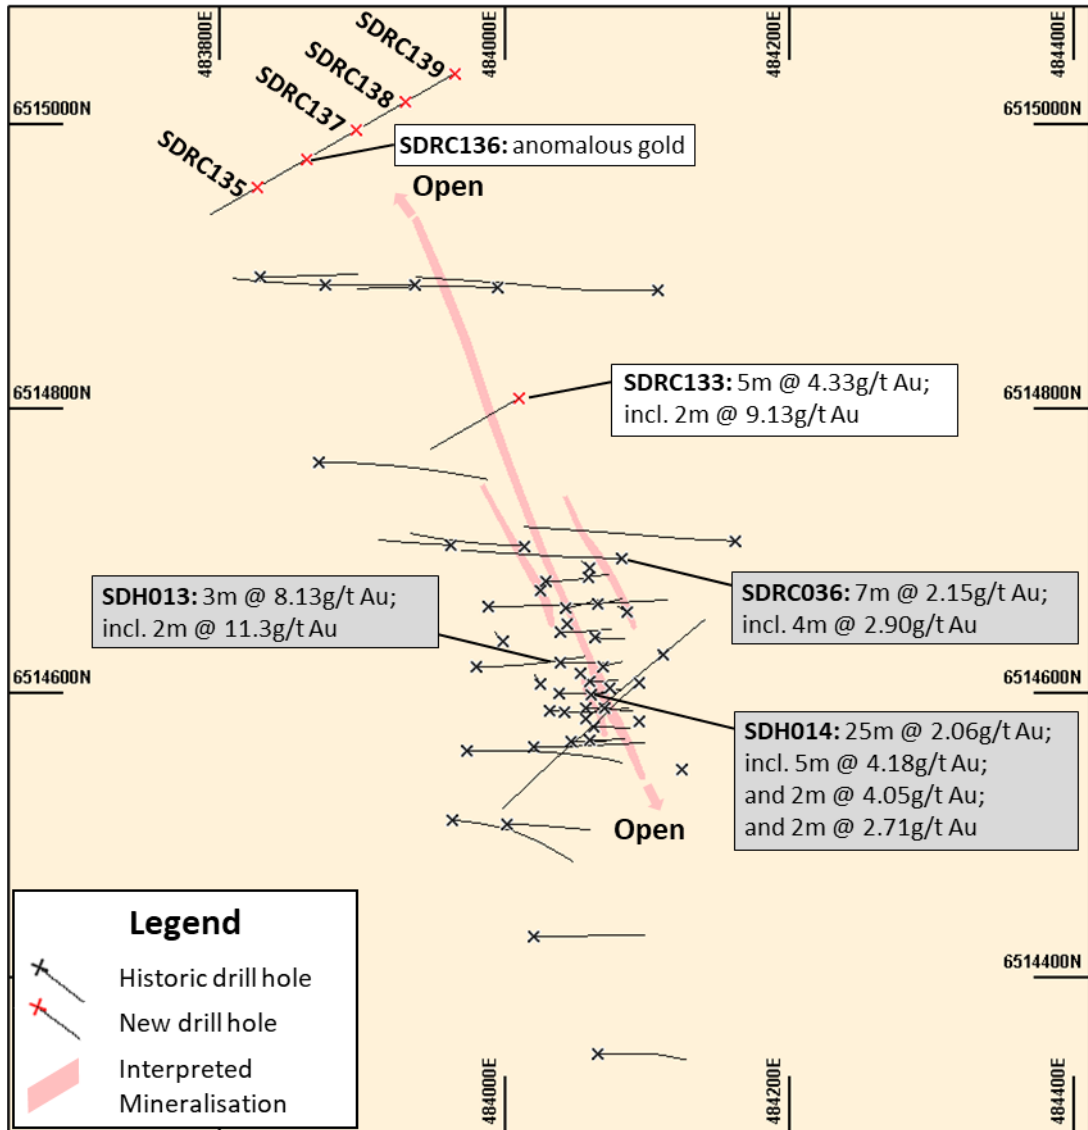 483800E
484000E
484200E
484400E
SDRC139
SDRC138
SDRC137
SDRC135
6515000N
6515000N
SDRC136: anomalous gold
Open
6514800N
6514800N
SDRC133: 5m @ 4.33g/t Au;
incl. 2m @ 9.13g/t Au
SDH013: 3m @ 8.13g/t Au;
incl. 2m @ 11.3g/t Au
SDRC036: 7m @ 2.15g/t Au;
incl. 4m @ 2.90g/t Au
6514600N
6514600N
SDH014: 25m @ 2.06g/t Au;
incl. 5m @ 4.18g/t Au;
and 2m @ 4.05g/t Au;
and 2m @ 2.71g/t Au
Open
Legend
Historic drill hole
New drill hole
Interpreted
Mineralisation
6514400N
484000E
484200E
484400E